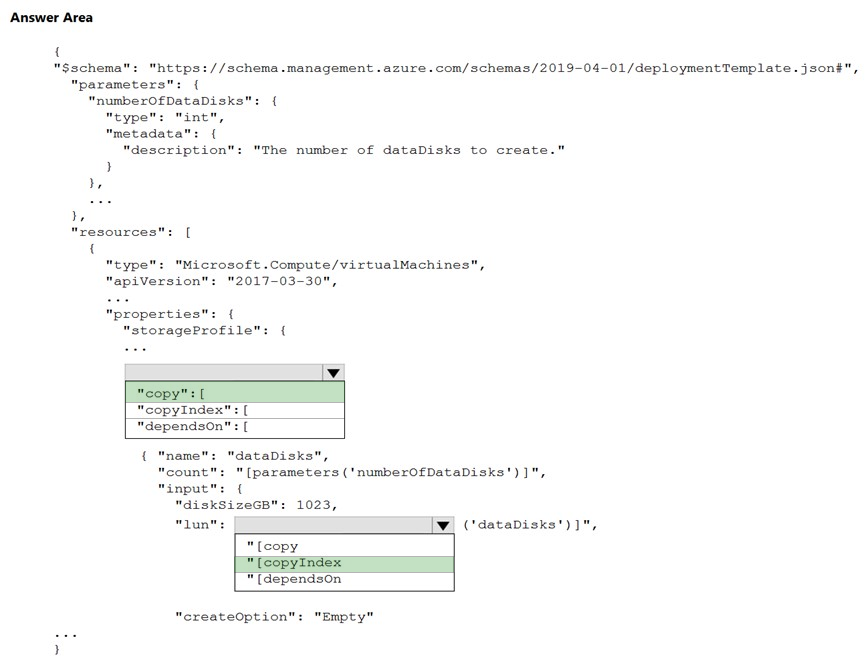 Answer Area
{
"$schema": "https://schema.management.azure.com/schemas/2019-04-01/deploymentTemplate.json#",
"parameters": {
"numberOfDataDisks": {
"type": "int",
"metadata": {
"description": "The number of dataDisks to create."
}
},
...
},
"resources": [
{
"type": "Microsoft.Compute/virtualMachines",
"apiVersion": "2017-03-30",
...
"properties": {
"storageProfile": {
...
"copy":[
"copyIndex":[
"dependsOn":[
{ "name": "dataDisks",
"count": "[parameters('numberOfDataDisks')]",
"input": {
"diskSizeGB": 1023,
"lun": ('dataDisks')]",
"[copy
"[copyIndex
"[dependsOn
"createOption": "Empty"
...
}